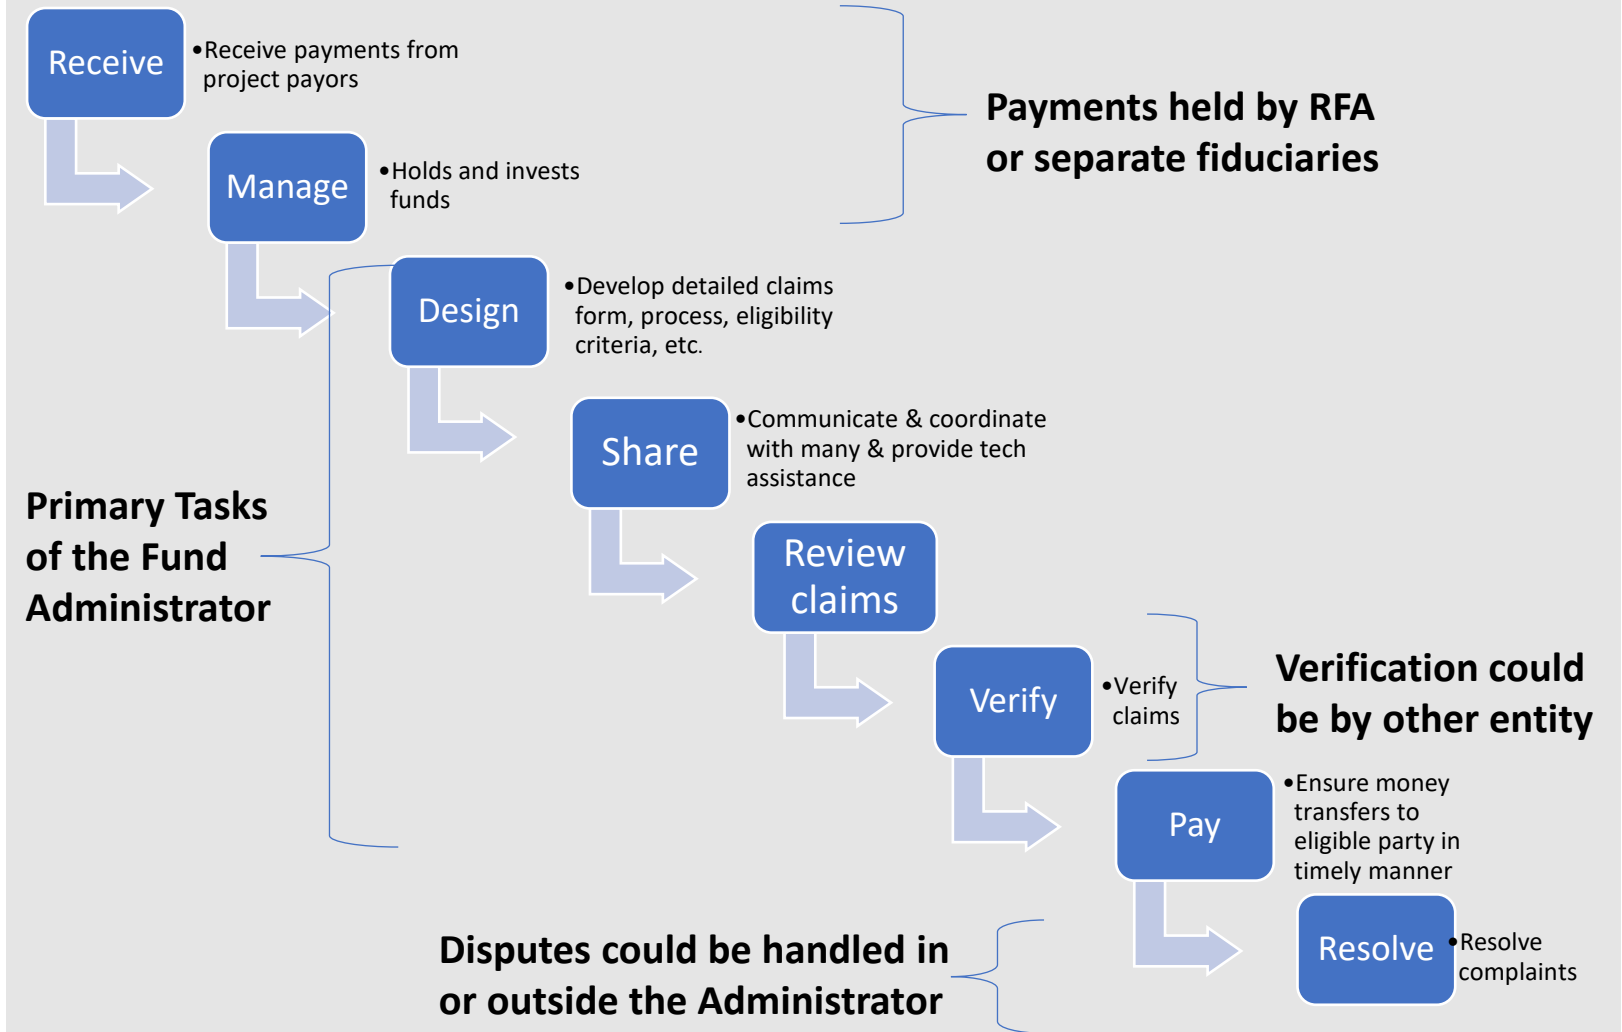 Receive
•Receive payments from
project payors
Payments held by RFA
or separate fiduciaries
Manage
•Holds and invests
funds
Design
•Develop detailed claims
form, process, eligibility
criteria, etc.
Share
•Communicate & coordinate
with many & provide tech
assistance
Primary Tasks
of the Fund
Administrator
Review
claims
Verify
•Verify
claims
Verification could
be by other entity
Pay
•Ensure money
transfers to
eligible party in
timely manner
Disputes could be handled in
or outside the Administrator
Resolve
•Resolve
complaints